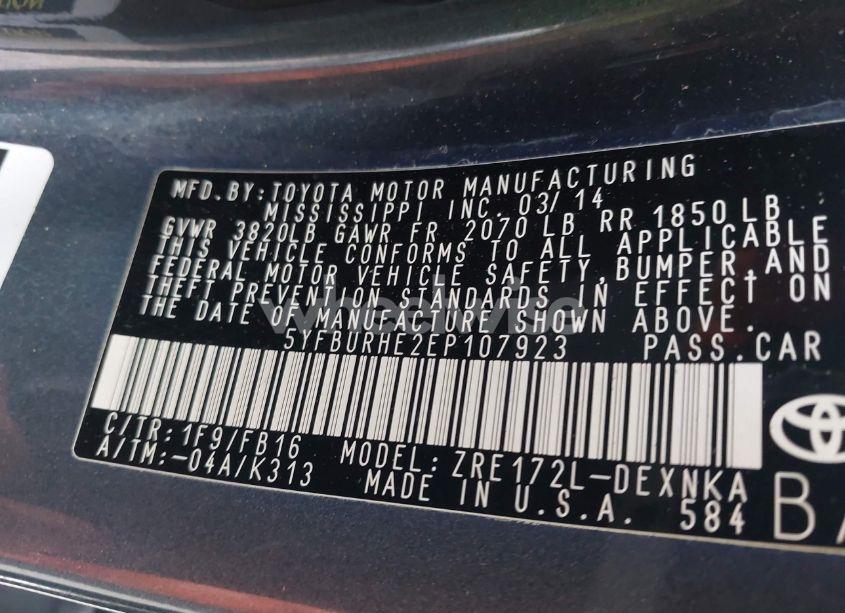 MFD.BY:TOYOTA MOTOR MANUFACTURING
MISSISSIPPI INC. 03/14
GVWR 3820LB GAWR FR 2070 LB RR 1850 LB
THIS VEHICLE CONFORMS TO ALL APPLICABLE
FEDERAL MOTOR VEHICLE SAFETY,BUMPER,AND
THEFT PREVENTION STANDARDS IN EFFECT ON
THE DATE OF MANUFACTURE SHOWN ABOVE.
5YFBURHE2EP107923 PASS.CAR
C/TR: 1F9/FB16 MODEL: ZRE172L-DEXNKA
A/TM:-04A/K313 MADE IN U.S.A. 584